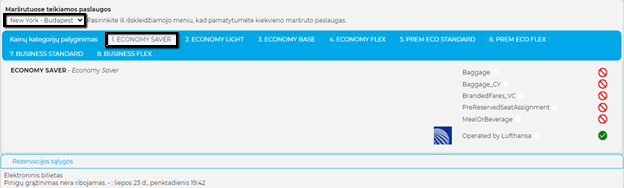 Maršrutuose teikiamos paslaugos
New York - Budapest Pasirinkite iš išskleidžiamojo meniu, kad pamatytumėte kiekvieno maršruto paslaugas.
Kainų kategorijų palyginimas 1. ECONOMY SAVER 2. ECONOMY LIGHT 3. ECONOMY BASE 4. ECONOMY FLEX 5. PREM ECO STANDARD 6. PREM ECO FLEX
7. BUSINESS STANDARD 8. BUSINESS FLEX
ECONOMY SAVER - Economy Saver
Baggage
Baggage_CY
BrandedFares_VC
PreReservedSeatAssignment
MealOrBeverage
Operated by Lufthansa
Rezervacijos sąlygos
Elektroninis bilietas
Pinigų grąžinimas nėra ribojamas. - : liepos 23 d., penktadienis 19:42